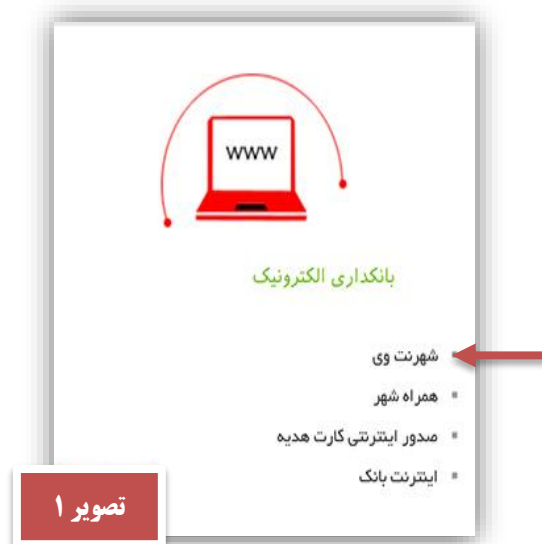 www
بانکداری الکترونیک
شهرنت وی
همراه شهر
صدور اینترنتی کارت هدیه
اینترنت بانک
تصویر ۱